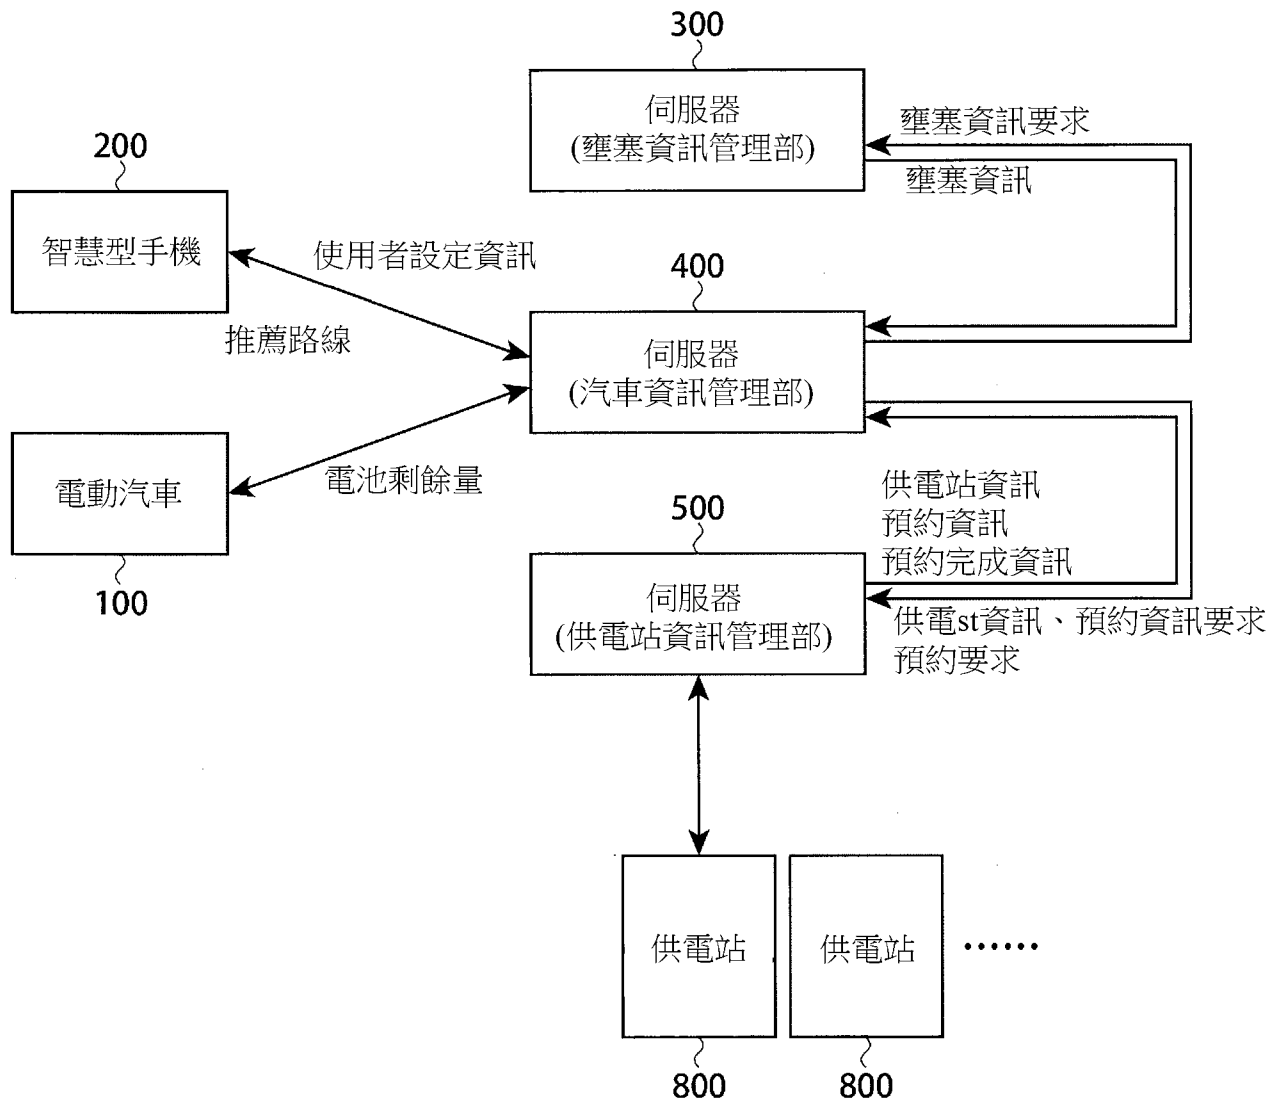 300
伺服器
(壅塞資訊管理部)
壅塞資訊要求
壅塞資訊
200
智慧型手機
使用者設定資訊
推薦路線
400
伺服器
(汽車資訊管理部)
電動汽車
100
電池剩餘量
供電站資訊
預約資訊
預約完成資訊
500
伺服器
(供電站資訊管理部)
供電st資訊、預約資訊要求
預約要求
供電站
供電站
......
800
800